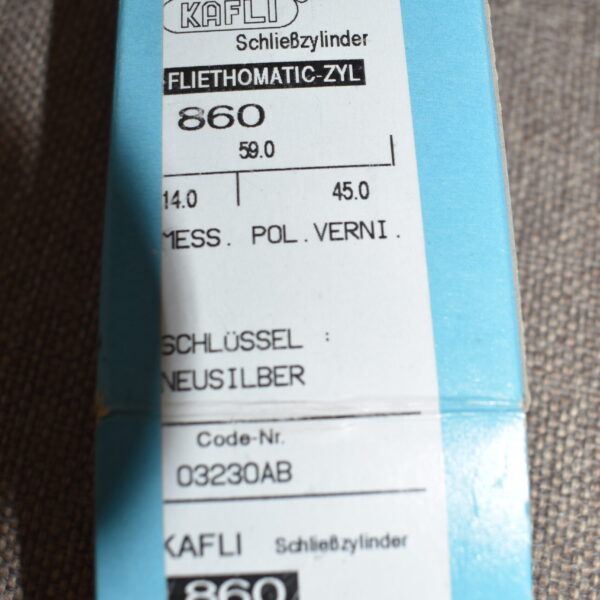 KAFLI
Schließzylinder
FLIETHOMATIC-ZYL
860
59.0
14.0 45.0
MESS. POL.VERNI.
SCHLÜSSEL :
NEUSILBER
Code-Nr.
03230AB
KAFLI Schließzylinder
860